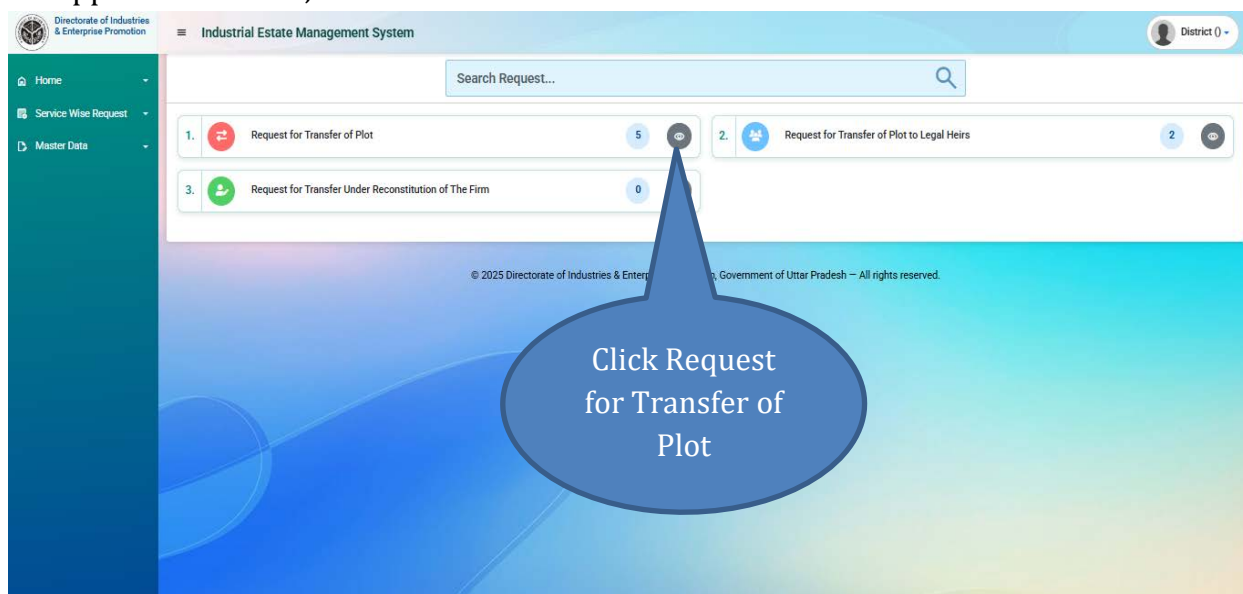 Directorate of Industries
& Enterprise Promotion
Industrial Estate Management System
District ()
Home
Service Wise Request
Master Data
Search Request...
1. Request for Transfer of Plot 5
2. Request for Transfer of Plot to Legal Heirs 2
3. Request for Transfer Under Reconstitution of The Firm 0
© 2025 Directorate of Industries & Enter , Government of Uttar Pradesh — All rights reserved.
Click Request
for Transfer of
Plot